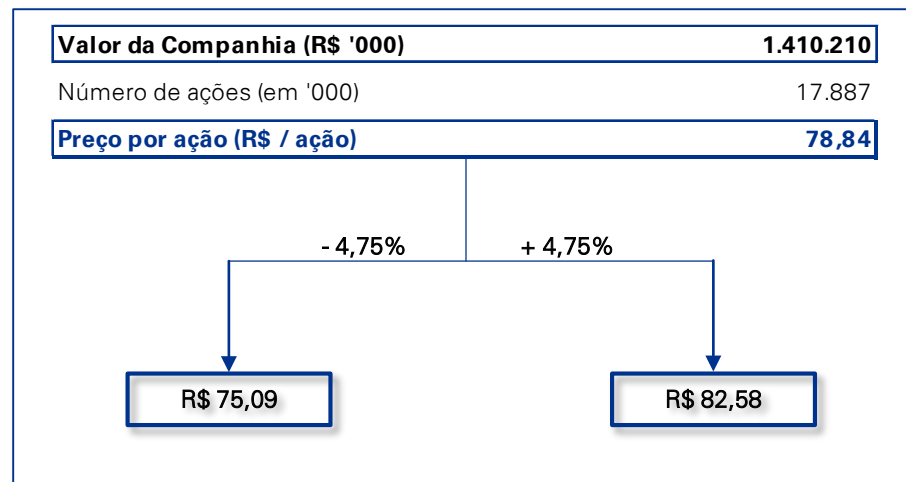 Valor da Companhia (R$ '000) 1.410.210
Número de ações (em '000) 17.887
Preço por ação (R$ / ação) 78,84
- 4,75% + 4,75%
R$ 75,09 R$ 82,58